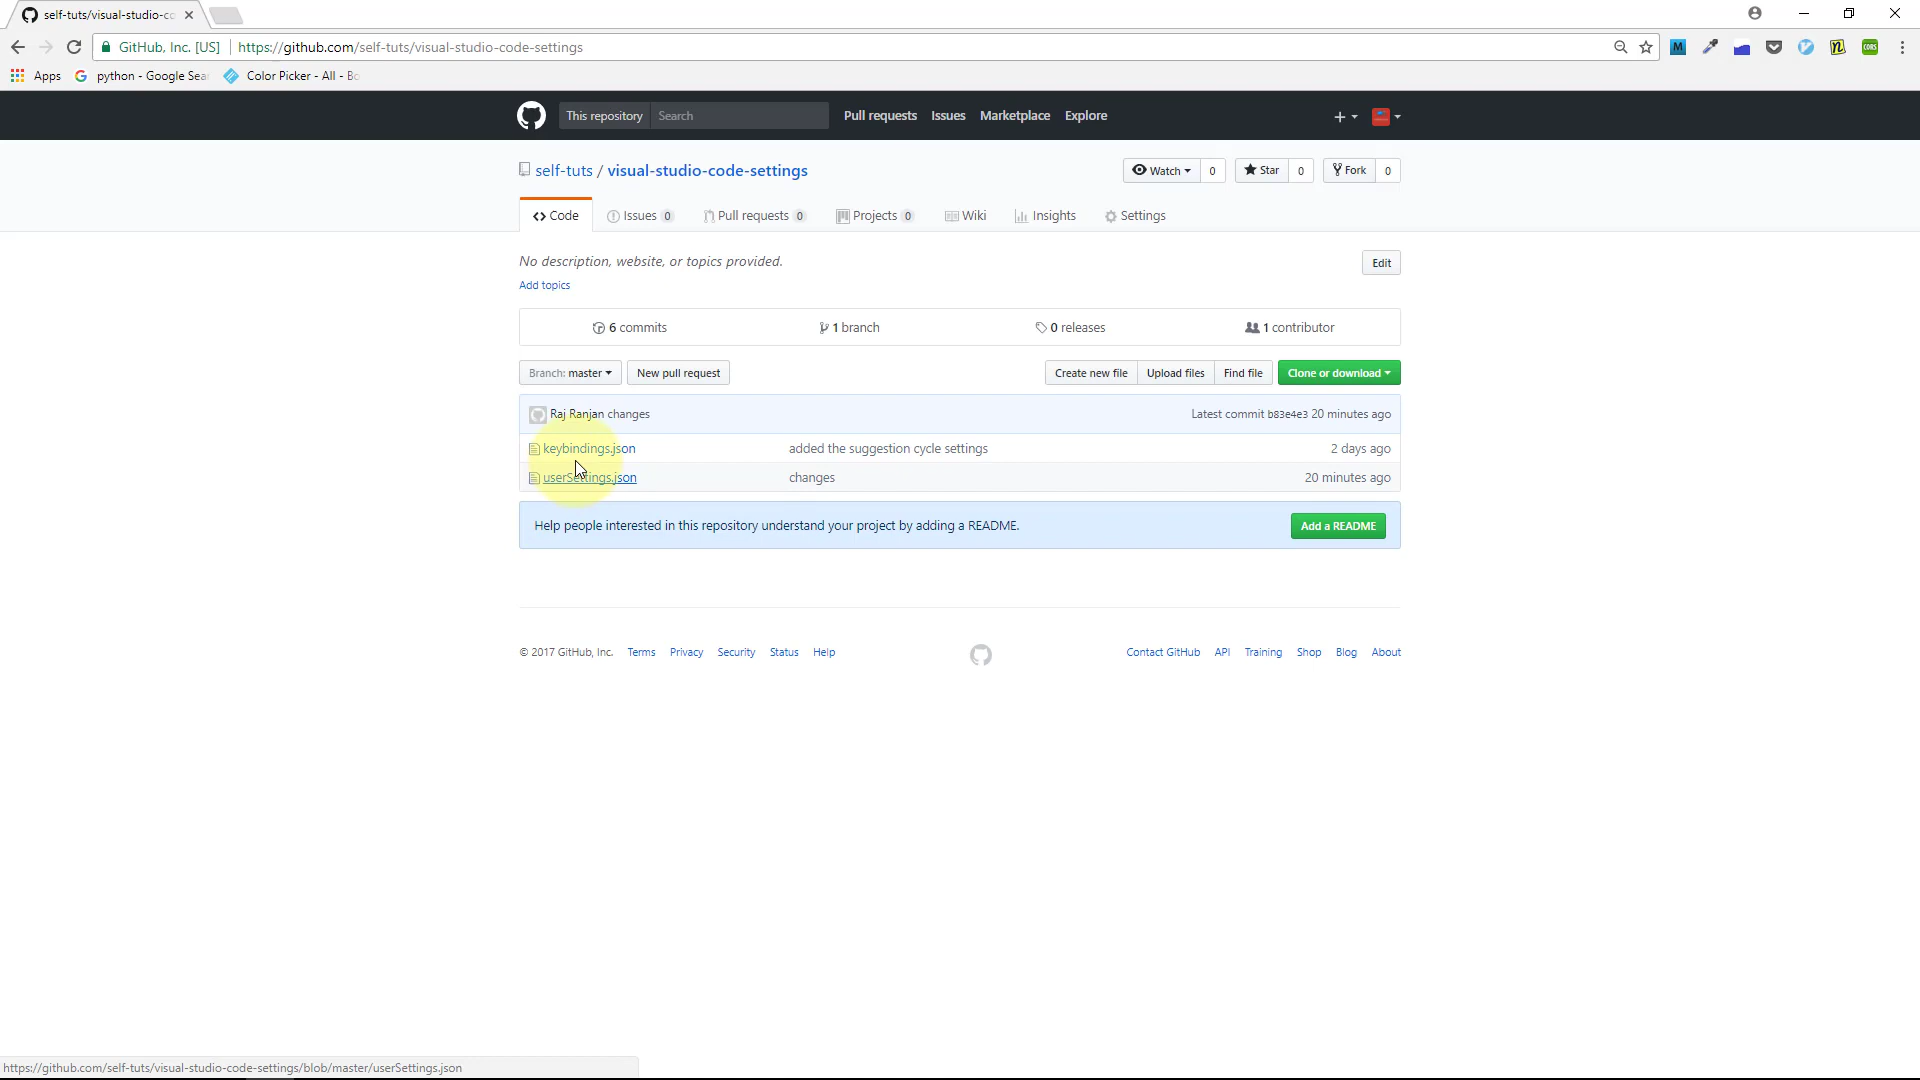 self-tuts/visual-studio-co
GitHub, Inc. [US] https://github.com/self-tuts/visual-studio-code-settings
M n CORS
Apps python - Google Sear Color Picker - All - Bo
This repository Search Pull requests Issues Marketplace Explore
self-tuts / visual-studio-code-settings Watch 0 Star 0 Fork 0
Code Issues 0 Pull requests 0 Projects 0 Wiki Insights Settings
No description, website, or topics provided. Edit
Add topics
6 commits 1 branch 0 releases 1 contributor
Branch: master New pull request Create new file Upload files Find file Clone or download
Raj Ranjan changes Latest commit b83e4e3 20 minutes ago
keybindings.json added the suggestion cycle settings 2 days ago
userSettings.json changes 20 minutes ago
Help people interested in this repository understand your project by adding a README. Add a README
© 2017 GitHub, Inc. Terms Privacy Security Status Help Contact GitHub API Training Shop Blog About
https://github.com/self-tuts/visual-studio-code-settings/blob/master/userSettings.json